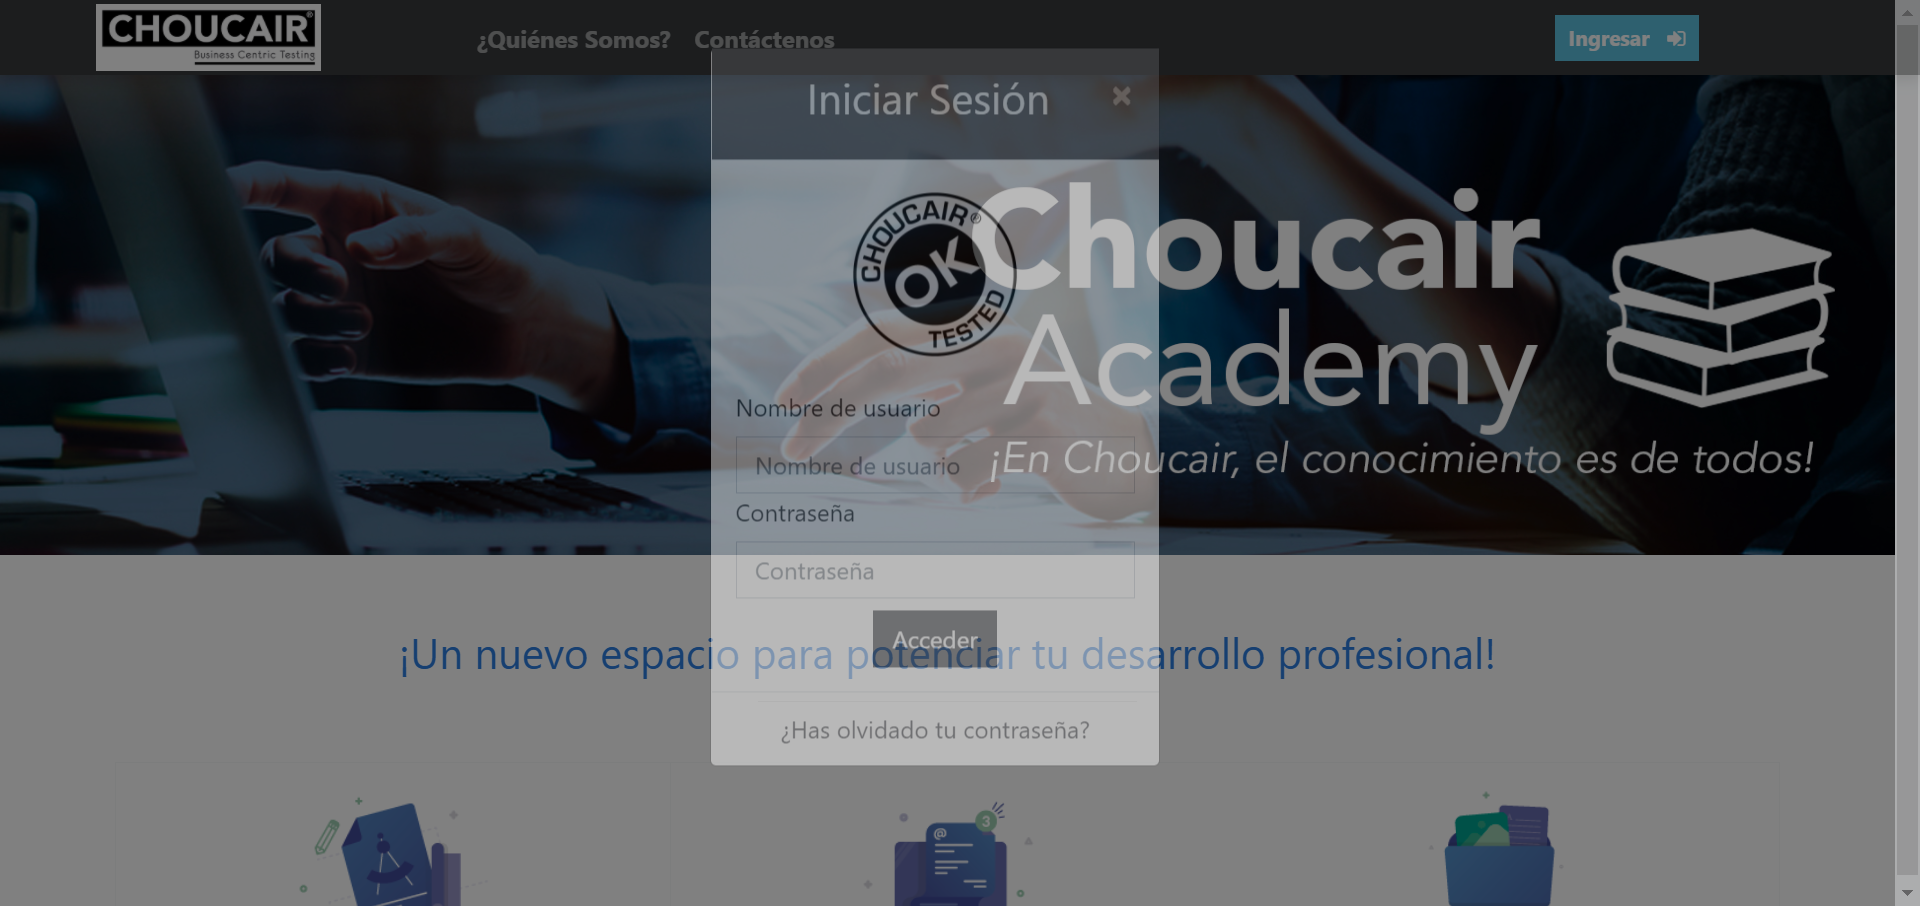 CHOUCAIR®
Business Centric Testing
¿Quiénes Somos?
Contáctenos
Ingresar
Iniciar Sesión
×
CHOUCAIR®
OK
TESTED
Choucair
Academy
¡En Choucair, el conocimiento es de todos!
Nombre de usuario
Nombre de usuario
Contraseña
Contraseña
Acceder
¡Un nuevo espacio para potenciar tu desarrollo profesional!
¿Has olvidado tu contraseña?
3
@